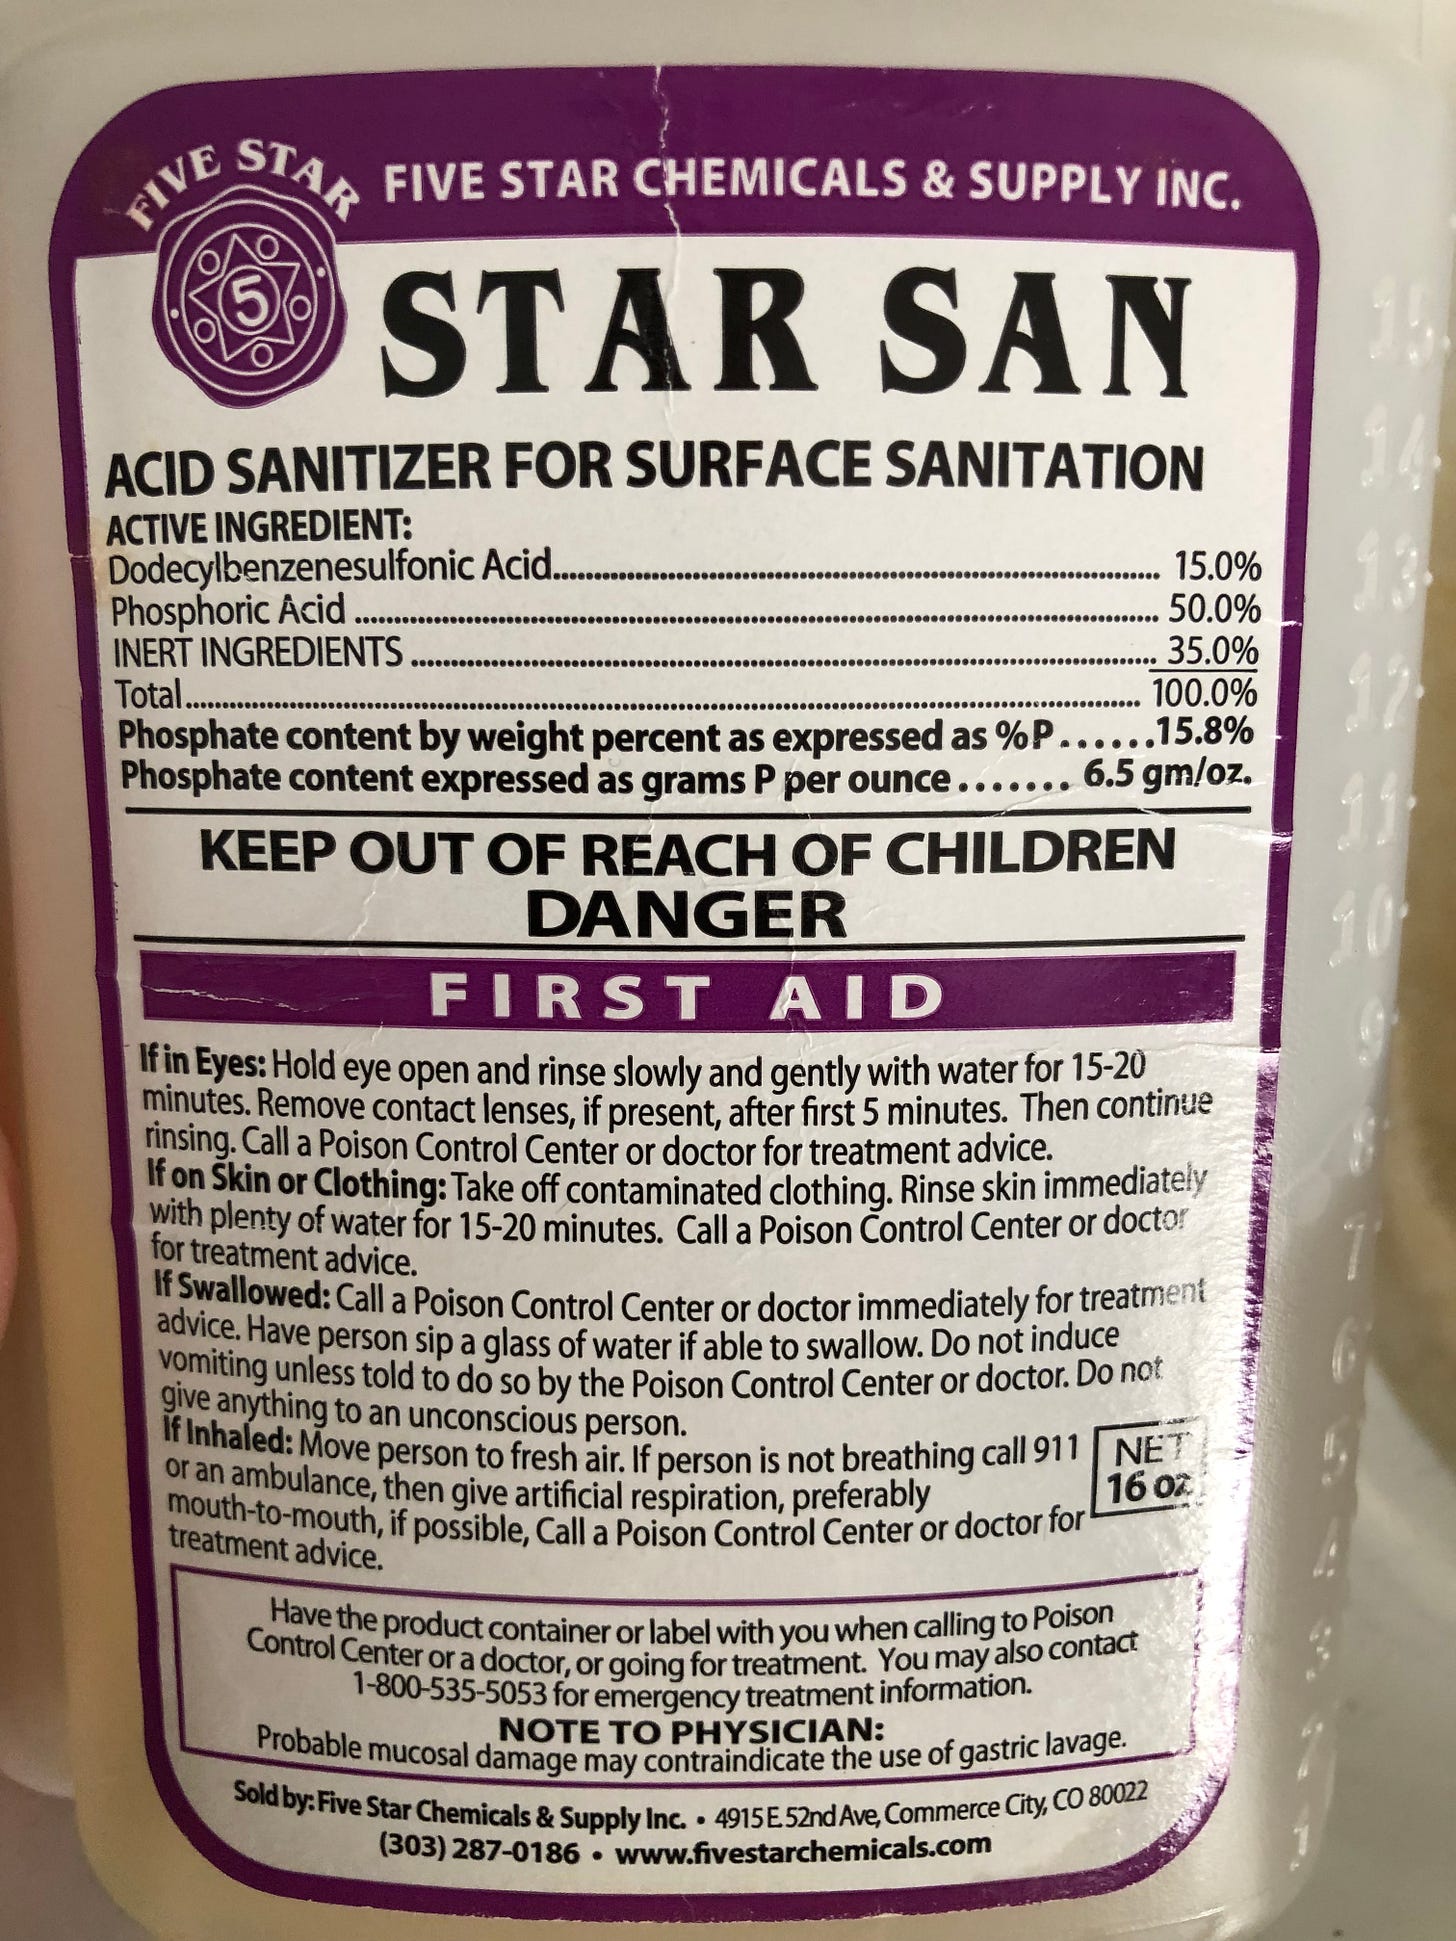 FIVE STAR
FIVE STAR CHEMICALS & SUPPLY INC.
5
STAR SAN
ACID SANITIZER FOR SURFACE SANITATION
ACTIVE INGREDIENT:
Dodecylbenzenesulfonic Acid.................... 15.0%
Phosphoric Acid .................... 50.0%
INERT INGREDIENTS .................... 35.0%
Total.................... 100.0%
Phosphate content by weight percent as expressed as %P......15.8%
Phosphate content expressed as grams P per ounce....... 6.5 gm/oz.
KEEP OUT OF REACH OF CHILDREN
DANGER
FIRST AID
If in Eyes: Hold eye open and rinse slowly and gently with water for 15-20
minutes. Remove contact lenses, if present, after first 5 minutes. Then continue
rinsing. Call a Poison Control Center or doctor for treatment advice.
If on Skin or Clothing: Take off contaminated clothing. Rinse skin immediately
with plenty of water for 15-20 minutes. Call a Poison Control Center or doctor
for treatment advice.
If Swallowed: Call a Poison Control Center or doctor immediately for treatment
advice. Have person sip a glass of water if able to swallow. Do not induce
vomiting unless told to do so by the Poison Control Center or doctor. Do not
give anything to an unconscious person.
If Inhaled: Move person to fresh air. If person is not breathing call 911
or an ambulance, then give artificial respiration, preferably
mouth-to-mouth, if possible, Call a Poison Control Center or doctor for
treatment advice.
NET
16 oz
Have the product container or label with you when calling to Poison
Control Center or a doctor, or going for treatment. You may also contact
1-800-535-5053 for emergency treatment information.
NOTE TO PHYSICIAN:
Probable mucosal damage may contraindicate the use of gastric lavage.
Sold by: Five Star Chemicals & Supply Inc. • 4915 E 52nd Ave, Commerce City, CO 80022
(303) 287-0186 • www.fivestarchemicals.com
14
13
12
11
10
9
8
7
6
5
4
3
2
1